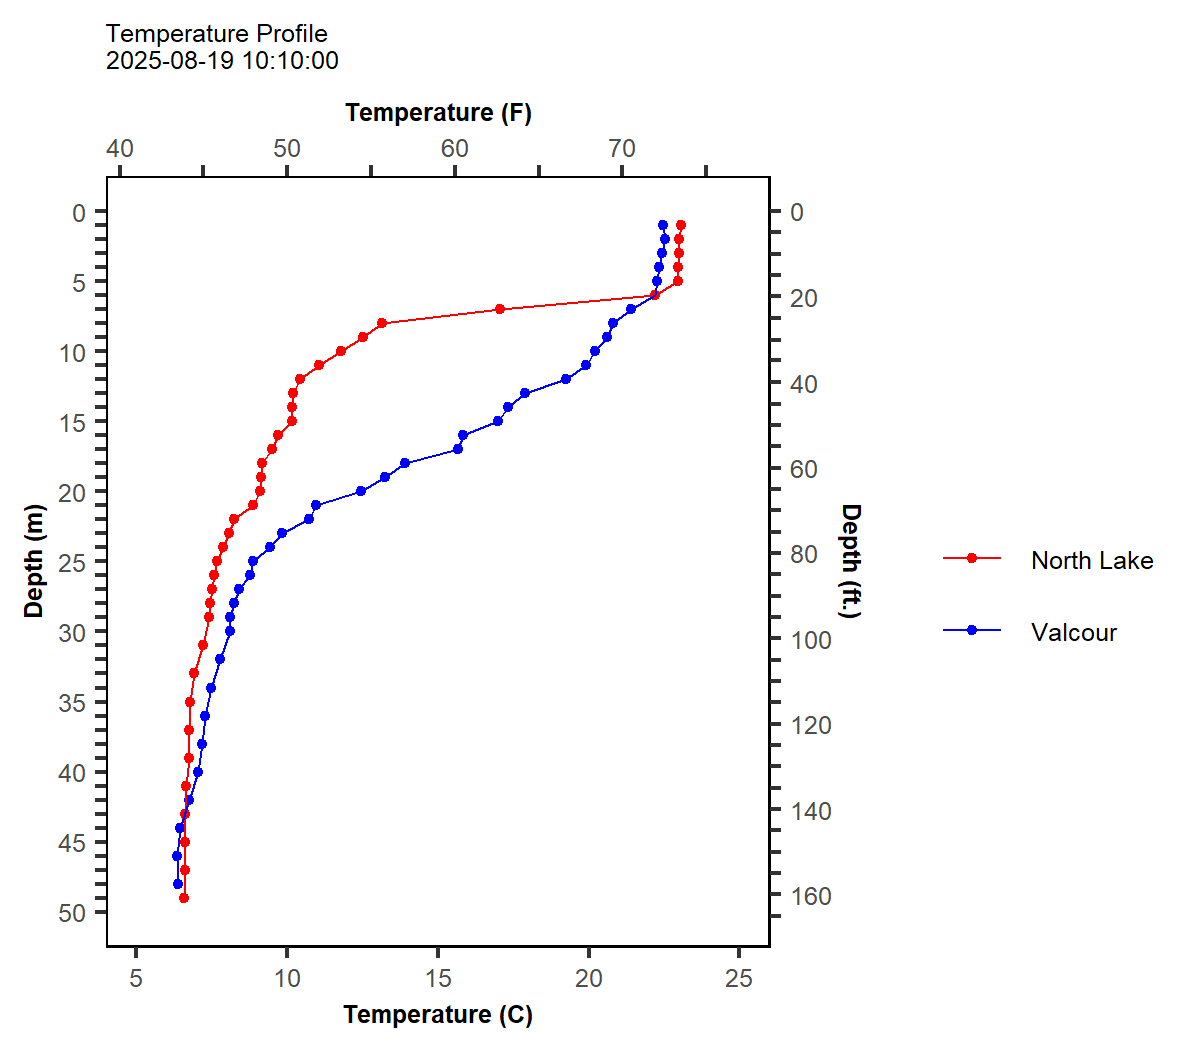 Temperature Profile
2025-08-19 10:10:00
Temperature (F)
40 50 60 70
0
5
10
15
20
25
30
35
40
45
50
Depth (m)
0
20
40
60
80
100
120
140
160
Depth (ft.)
North Lake
Valcour
5 10 15 20 25
Temperature (C)